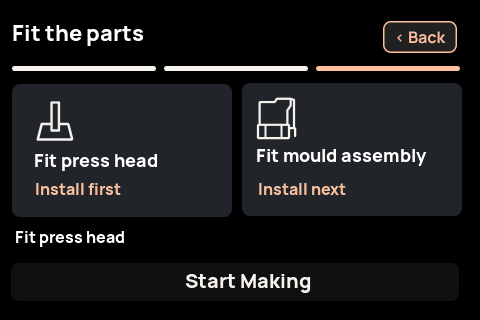 Fit the parts
‹ Back
Fit press head
Install first
Fit mould assembly
Install next
Fit press head
Start Making